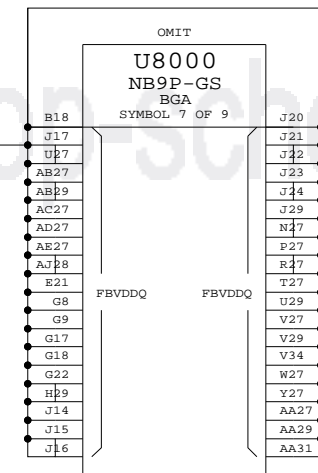 OMIT
U8000
NB9P-GS
BGA
SYMBOL 7 OF 9
B18 J20
J17 J21
U27 J22
AB27 J23
AB29 J24
AC27 J29
AD27 N27
AE27 P27
AJ28 R27
E21 T27
G8 FBVDDQ FBVDDQ U29
G9 V27
G17 V29
G18 V34
G22 W27
H29 Y27
J14 AA27
J15 AA29
J16 AA31